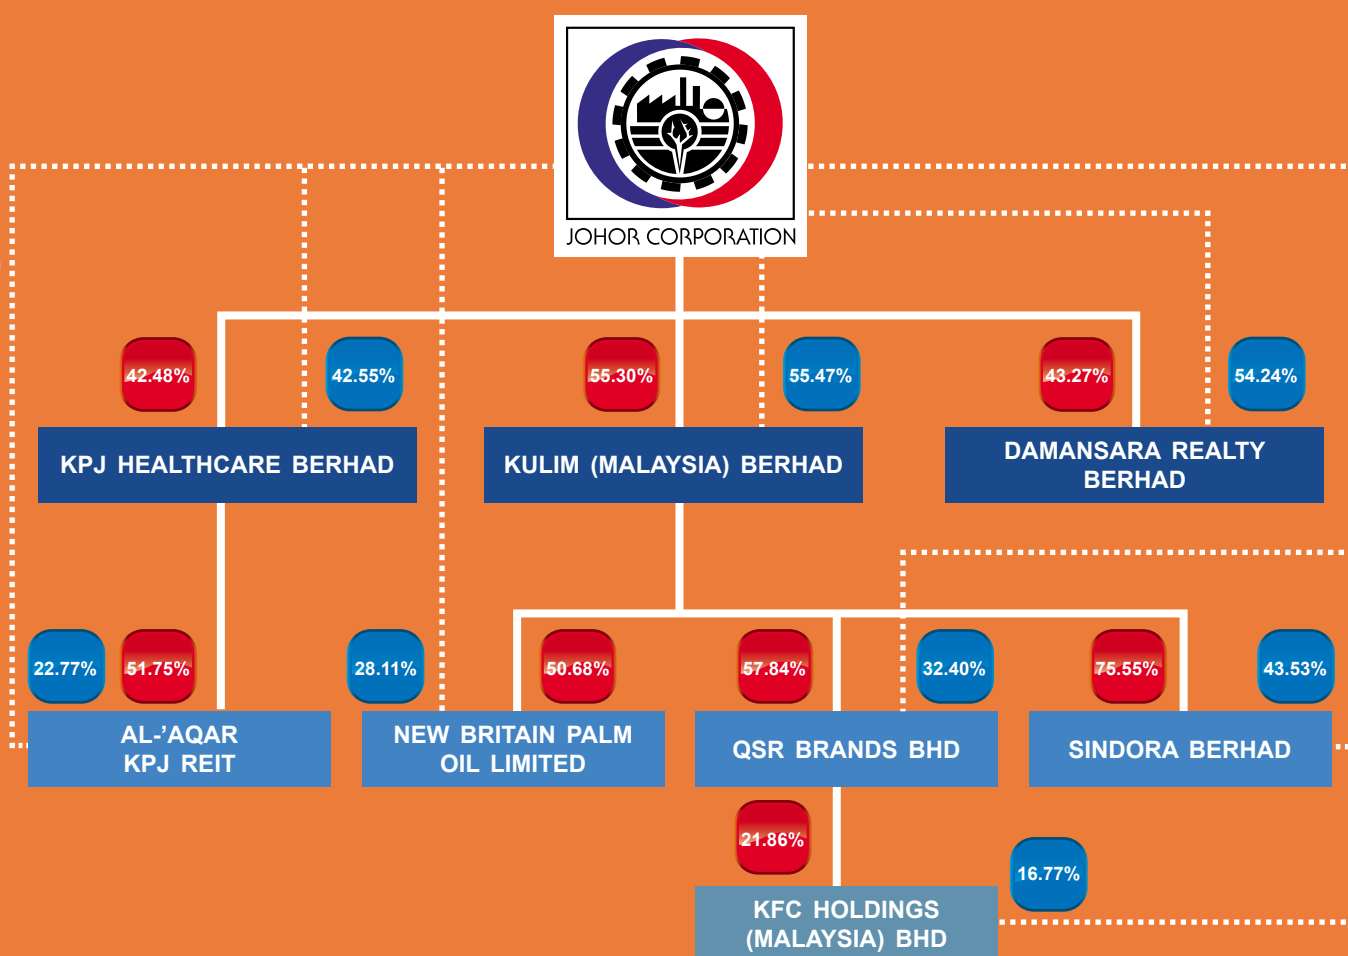 JOHOR CORPORATION
42.48%
42.55%
55.30%
55.47%
43.27%
54.24%
KPJ HEALTHCARE BERHAD
KULIM (MALAYSIA) BERHAD
DAMANSARA REALTY
BERHAD
22.77%
51.75%
28.11%
50.68%
57.84%
32.40%
75.55%
43.53%
AL-’AQAR
KPJ REIT
NEW BRITAIN PALM
OIL LIMITED
QSR BRANDS BHD
SINDORA BERHAD
21.86%
16.77%
KFC HOLDINGS
(MALAYSIA) BHD